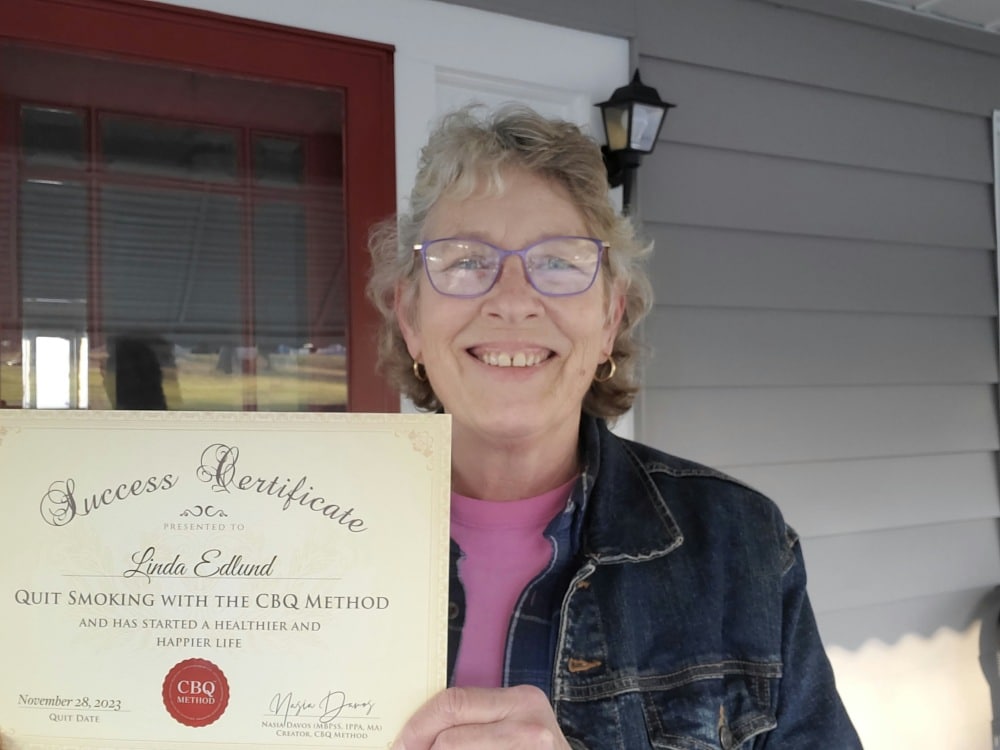 Success Certificate
PRESENTED TO
Linda Edlund
QUIT SMOKING WITH THE CBQ METHOD
AND HAS STARTED A HEALTHIER AND
HAPPIER LIFE
November 28, 2023
QUIT DATE
CBQ
METHOD
Nasia Davos
NASIA DAVOS (MBPSS, IPPA, MA)
CREATOR, CBQ METHOD